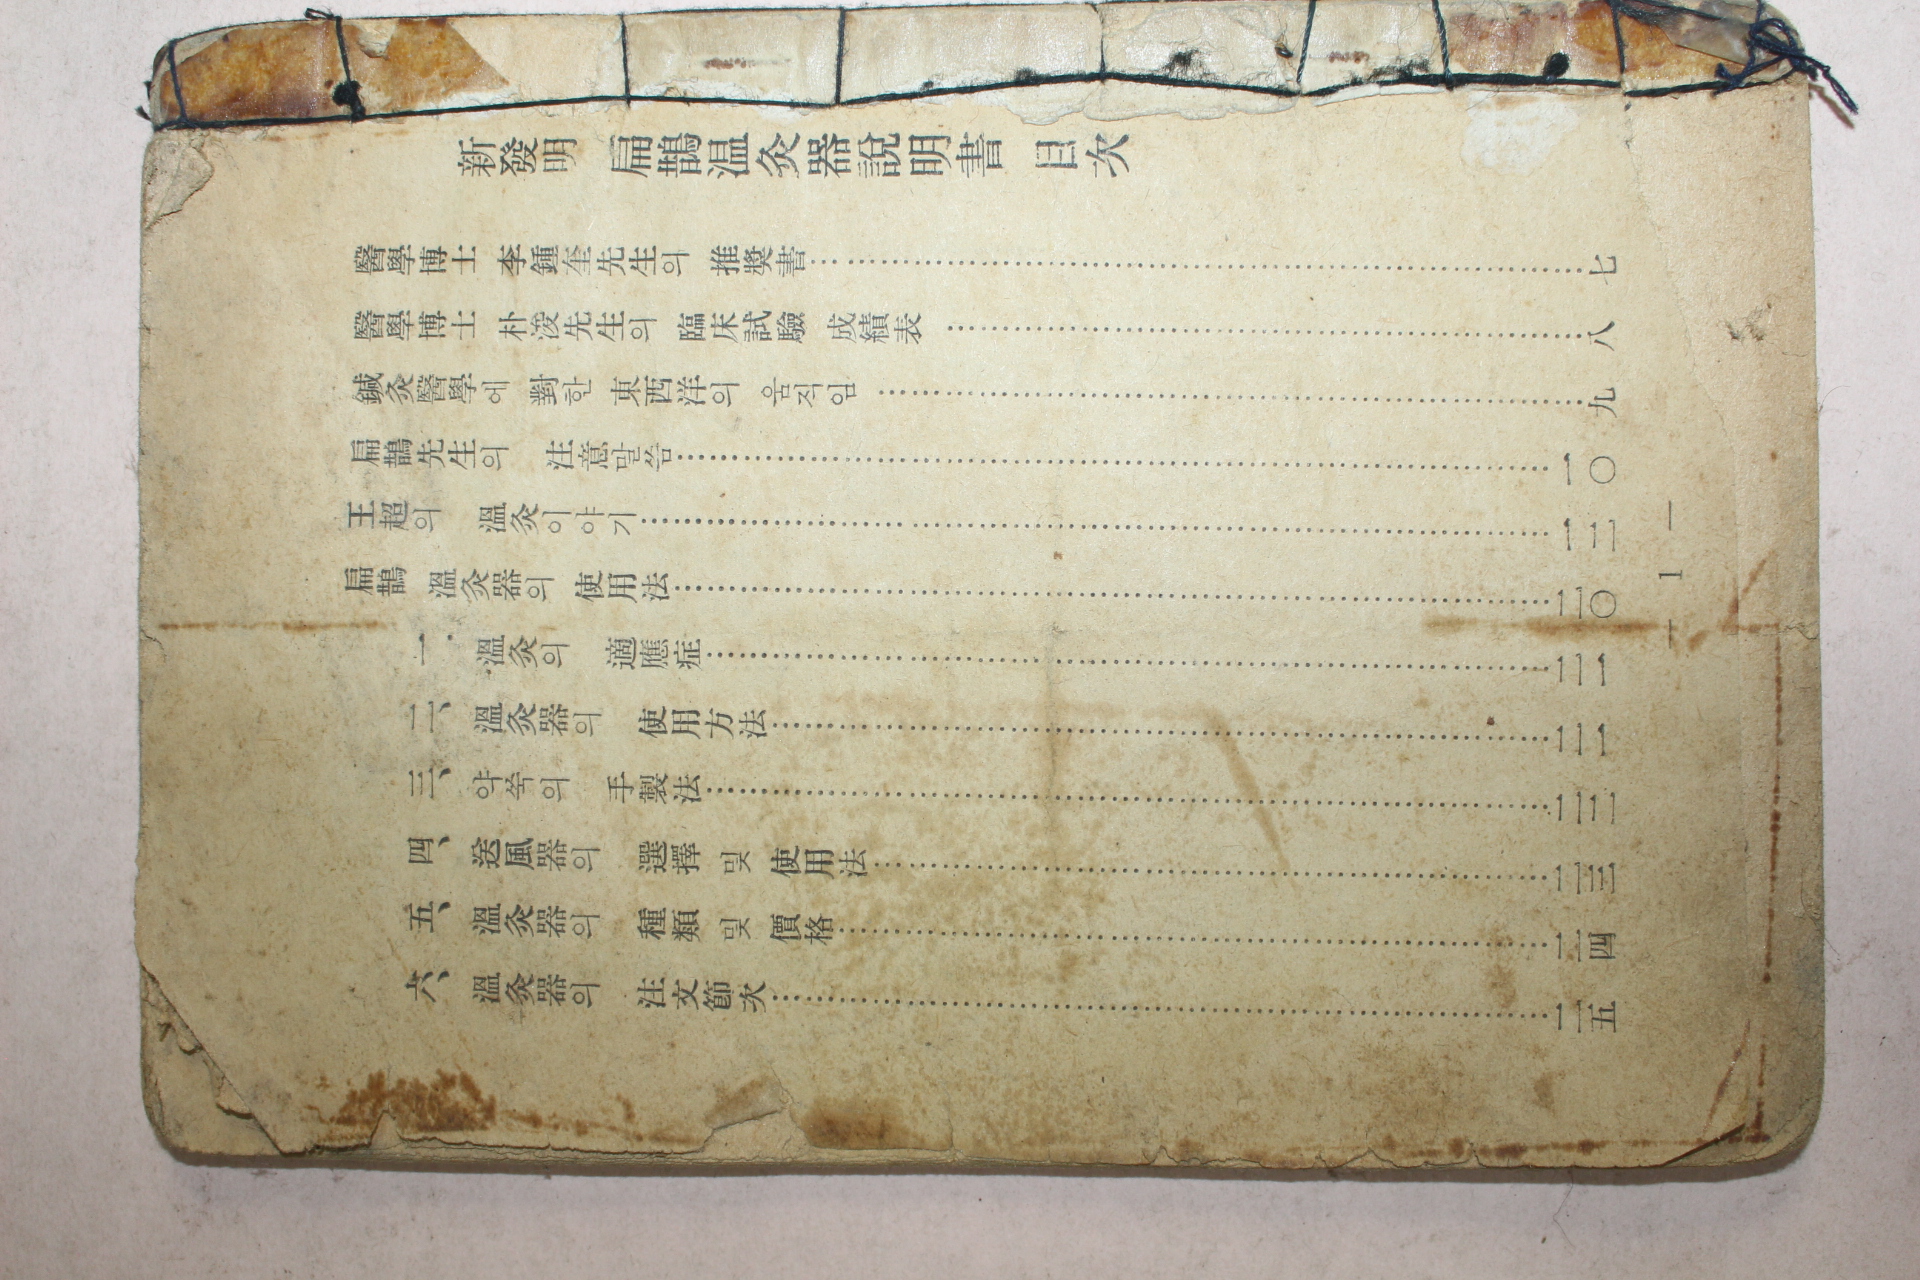 新發明 扁鵲温灸器說明書 目次
醫學博士 李鍾奎先生의 推奬書……七
醫學博士 朴浚先生의 臨床試驗 成績表……八
鍼灸醫學에 對한 東西洋의 움직임……九
扁鵲先生의 注意말씀……一〇
王超의 溫灸이야기……一二
扁鵲 溫灸器의 使用法……二〇
一、溫灸의 適應症……二一
二、溫灸器의 使用方法……二一
三、약쑥의 手製法……二二
四、送風器의 選擇 및 使用法……二三
五、溫灸器의 種類 및 價格……二四
六、溫灸器의 注文節次……二五
— 1 —